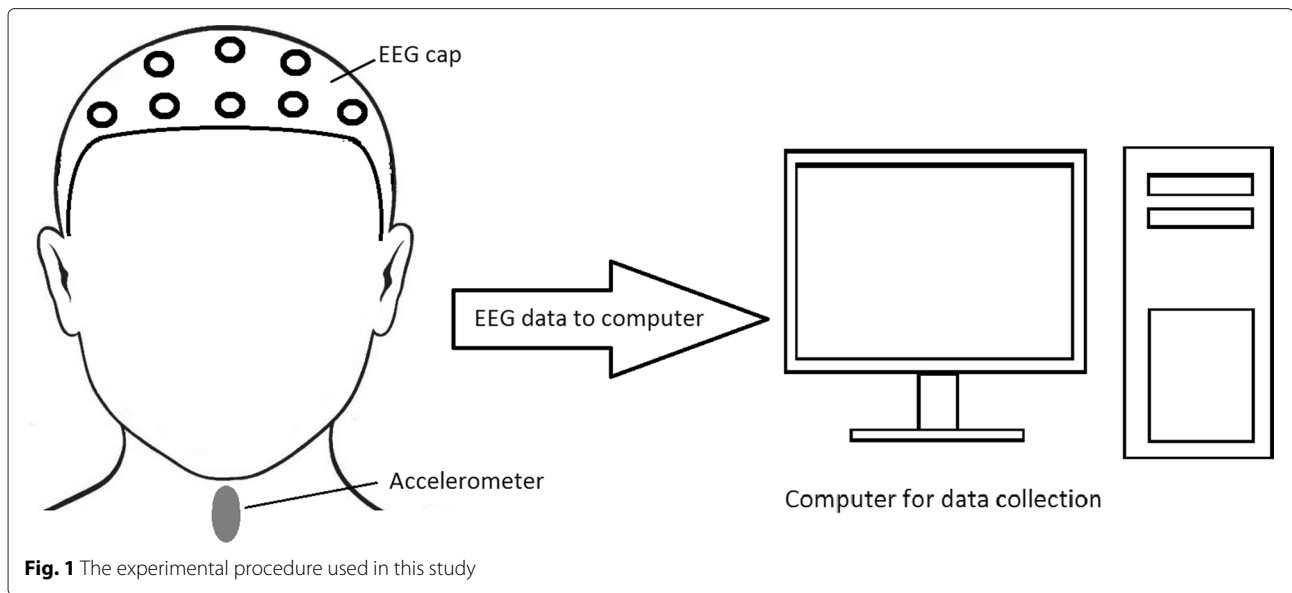 EEG cap
EEG data to computer
Accelerometer
Computer for data collection
Fig. 1 The experimental procedure used in this study